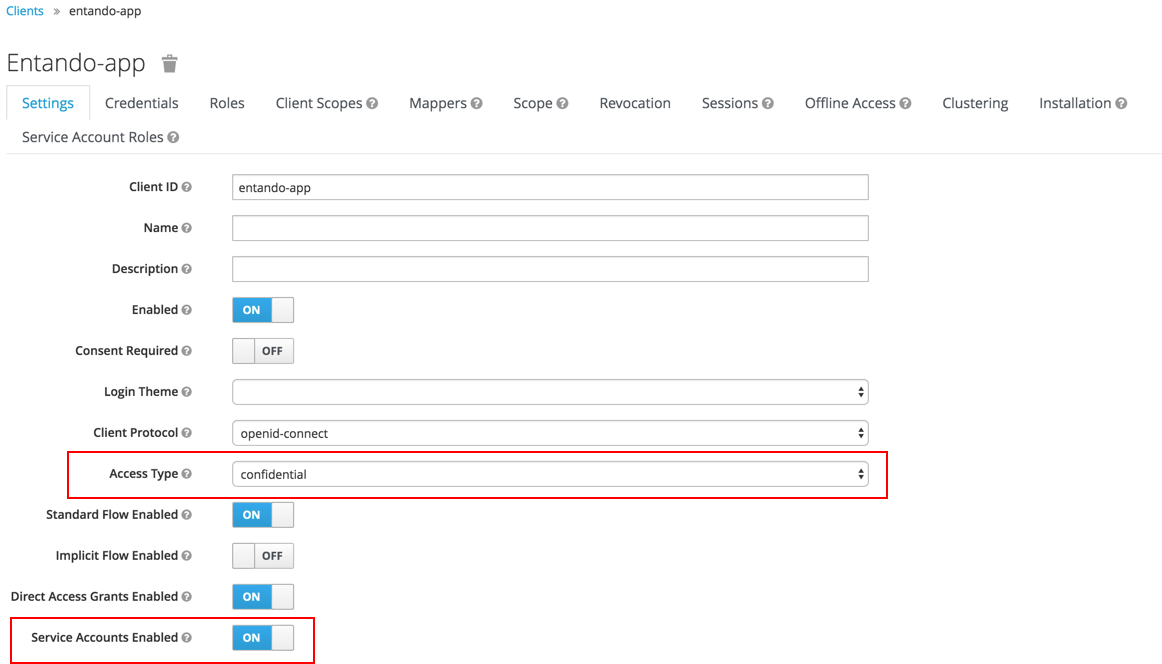 Clients » entando-app
Entando-app
Settings Credentials Roles Client Scopes ? Mappers ? Scope ? Revocation Sessions ? Offline Access ? Clustering Installation ?
Service Account Roles ?
Client ID ? entando-app
Name ?
Description ?
Enabled ? ON
Consent Required ? OFF
Login Theme ?
Client Protocol ? openid-connect
Access Type ? confidential
Standard Flow Enabled ? ON
Implicit Flow Enabled ? OFF
Direct Access Grants Enabled ? ON
Service Accounts Enabled ? ON